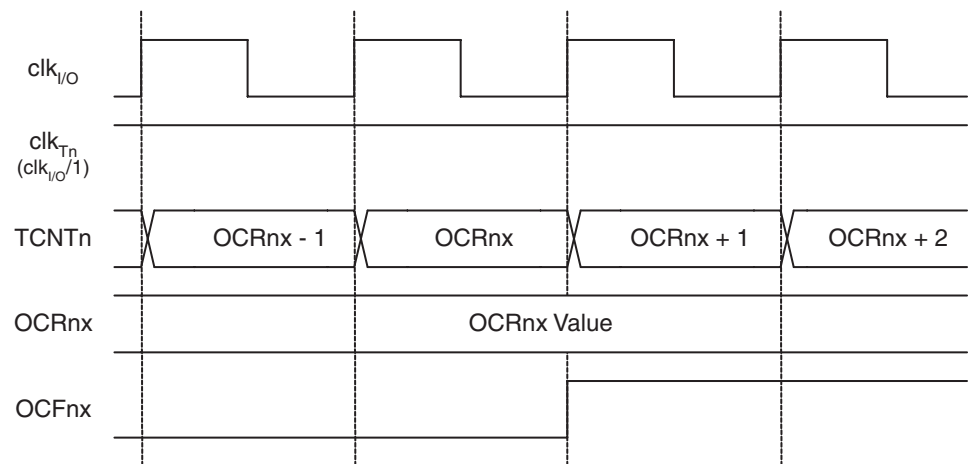 clkI/O
clkTn
(clkI/O/1)
TCNTn OCRnx - 1 OCRnx OCRnx + 1 OCRnx + 2
OCRnx OCRnx Value
OCFnx